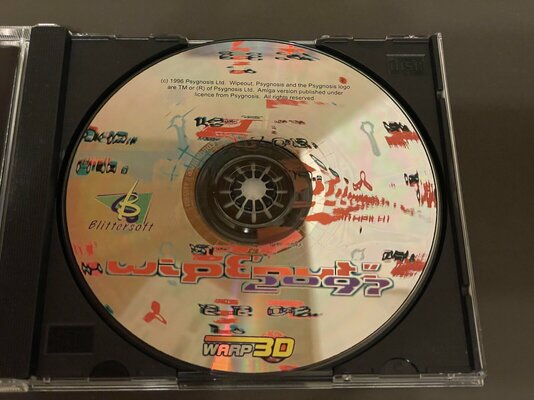 (c) 1996 Psygnosis Ltd. Wipeout, Psygnosis and the Psygnosis logo
are TM or (R) of Psygnosis Ltd. Amiga version published under
licence from Psygnosis. All rights reserved
B
Blittersoft
wipEout"
2097
WARP3D